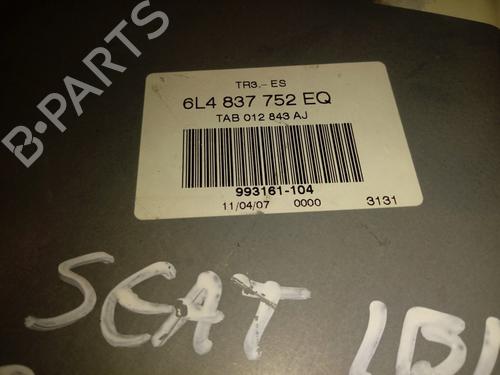 B-PARTS
TR3.- ES
6L4 837 752 EQ
TAB 012 843 AJ
993161-104
11/04/07 0000 3131
SEAT